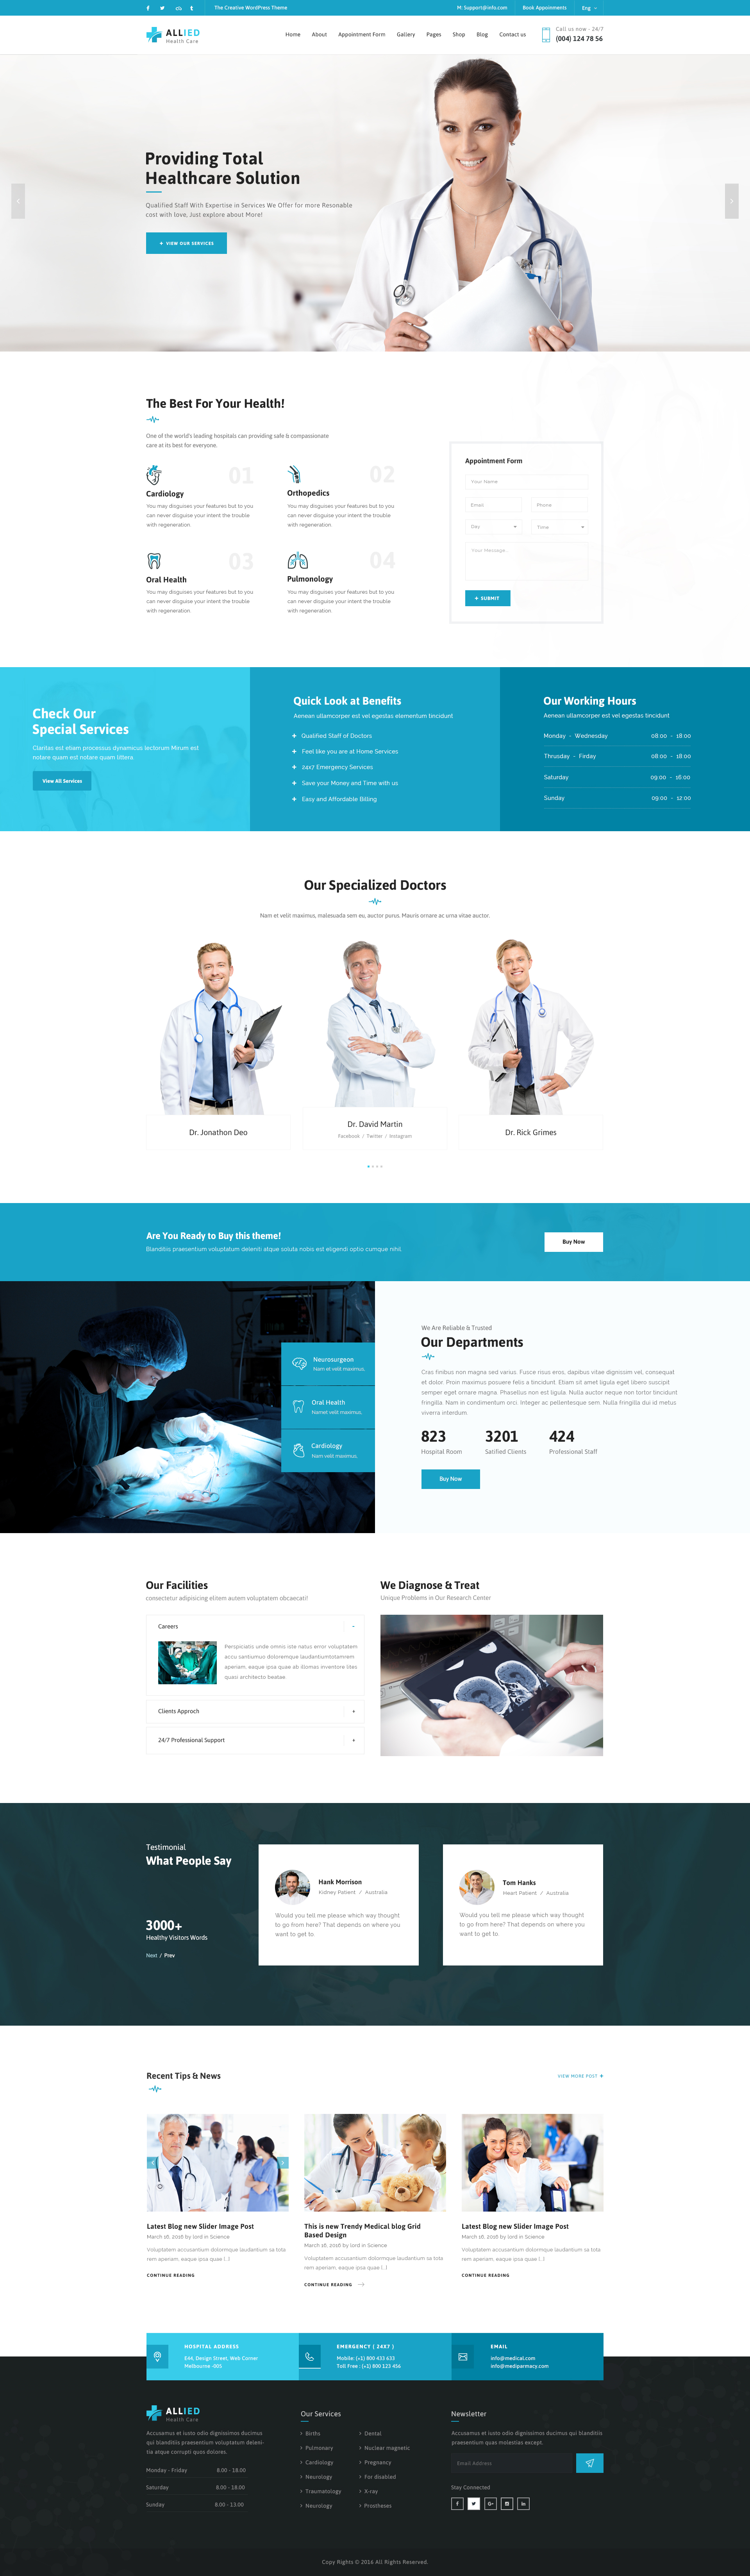 The Creative WordPress Theme
M: Support@info.com
Book Appoinments
Eng
ALLIED
Health Care
Home About Appointment Form Gallery Pages Shop Blog Contact us
Call us now - 24/7
(004) 124 78 56
Providing Total
Healthcare Solution
Qualified Staff With Expertise in Services We Offer for more Resonable
cost with love, Just explore about More!
VIEW OUR SERVICES
The Best For Your Health!
One of the world's leading hospitals can providing safe & compassionate
care at its best for everyone.
01
Cardiology
You may disguises your features but to you
can never disguise your intent the trouble
with regeneration
02
Orthopedics
You may disguises your features but to you
can never disguise your intent the trouble
with regeneration
03
Oral Health
You may disguises your features but to you
can never disguise your intent the trouble
with regeneration
04
Pulmonology
You may disguises your features but to you
can never disguise your intent the trouble
with regeneration
Appointment Form
Your Name
Email
Phone
Day
Time
Your Message...
SUBMIT
Check Our
Special Services
Claritas est etiam processus dynamicus lectorum Mirum est
notare quam est notare quam littera
View All Services
Quick Look at Benefits
Aenean ullamcorper est vel egestas elementum tincidunt
Qualified Staff of Doctors
Feel like you are at Home Services
24x7 Emergency Services
Save your Money and Time with us
Easy and Affordable Billing
Our Working Hours
Aenean ullamcorper est vel egestas tincidunt
Monday - Wednesday 08:00 - 18:00
Thrusday - Firday 08:00 - 18:00
Saturday 09:00 - 16:00
Sunday 09:00 - 12:00
Our Specialized Doctors
Nam et velit maximus, malesuada sem eu, auctor purus. Mauris ornare ac urna vitae auctor.
Dr. Jonathon Deo
Dr. David Martin
Facebook / Twitter / Instagram
Dr. Rick Grimes
Are You Ready to Buy this theme!
Blanditiis praesentium voluptatum deleniti atque soluta nobis est eligendi optio cumque nihil.
Buy Now
Neurosurgeon
Nam et velit maximus,
Oral Health
Namet velit maximus,
Cardiology
Nam velit maximus,
We Are Reliable & Trusted
Our Departments
Cras finibus non magna sed varius. Fusce risus eros, dapibus vitae dignissim vel, consequat
et dolor. Proin maximus posuere felis a tincidunt. Etiam sit amet ligula eget libero suscipit
semper eget ornare magna. Phasellus non est ligula. Nulla auctor neque non tortor tincidunt
fringilla. Nam in condimentum orci. Integer ac pellentesque sem. Nulla fringilla dui id metus
viverra interdum.
823
Hospital Room
3201
Satified Clients
424
Professional Staff
Buy Now
Our Facilities
consectetur adipisicing elitem autem voluptatem obcaecati!
Careers
Perspiciatis unde omnis iste natus error voluptatem
accu santiumuo doloremque laudantiumtotamrem
aperiam, eaque ipsa quae ab illomas inventore lites
quasi architecto beatae.
Clients Approch
24/7 Professional Support
We Diagnose & Treat
Unique Problems in Our Research Center
Testimonial
What People Say
3000+
Healthy Visitors Words
Next / Prev
Hank Morrison
Kidney Patient / Australia
Would you tell me please which way thought
to go from here? That depends on where you
want to get to.
Tom Hanks
Heart Patient / Australia
Would you tell me please which way thought
to go from here? That depends on where you
want to get to.
Recent Tips & News
VIEW MORE POST
Latest Blog new Slider Image Post
March 16, 2016 by lord in Science
Voluptatem accusantium dolormique laudantium sa tota
rem aperiam, eaque ipsa quae [...]
CONTINUE READING
This is new Trendy Medical blog Grid
Based Design
March 16, 2016 by lord in Science
Voluptatem accusantium dolormique laudantium sa tota
rem aperiam, eaque ipsa quae [...]
CONTINUE READING
Latest Blog new Slider Image Post
March 16, 2016 by lord in Science
Voluptatem accusantium dolormique laudantium sa tota
rem aperiam, eaque ipsa quae [...]
CONTINUE READING
HOSPITAL ADDRESS
Design Street, Web Corner
Melbourne -005
EMERGENCY ( 24X7 )
Mobile: (+1) 800 433 633
Toll Free : (+1) 800 123 456
EMAIL
info@medical.com
info@mediparmacy.com
ALLIED
Health Care
Accusamus et iusto odio dignissimos ducimus
qui blanditiis praesentium voluptatum deleni-
tia atque corrupti quos dolores.
Monday - Friday 8.00 - 18.00
Saturday 8.00 - 18.00
Sunday 8.00 - 13.00
Our Services
Births
Pulmonary
Cardiology
Neurology
Traumatology
Neurology
Dental
Nuclear magnetic
Pregnancy
For disabled
X-ray
Prostheses
Newsletter
Accusamus et iusto odio dignissimos ducimus qui blanditiis
praesentium quas molestias except.
Email Address
Stay Connected
Copy Rights © 2016 All Rights Reserved.